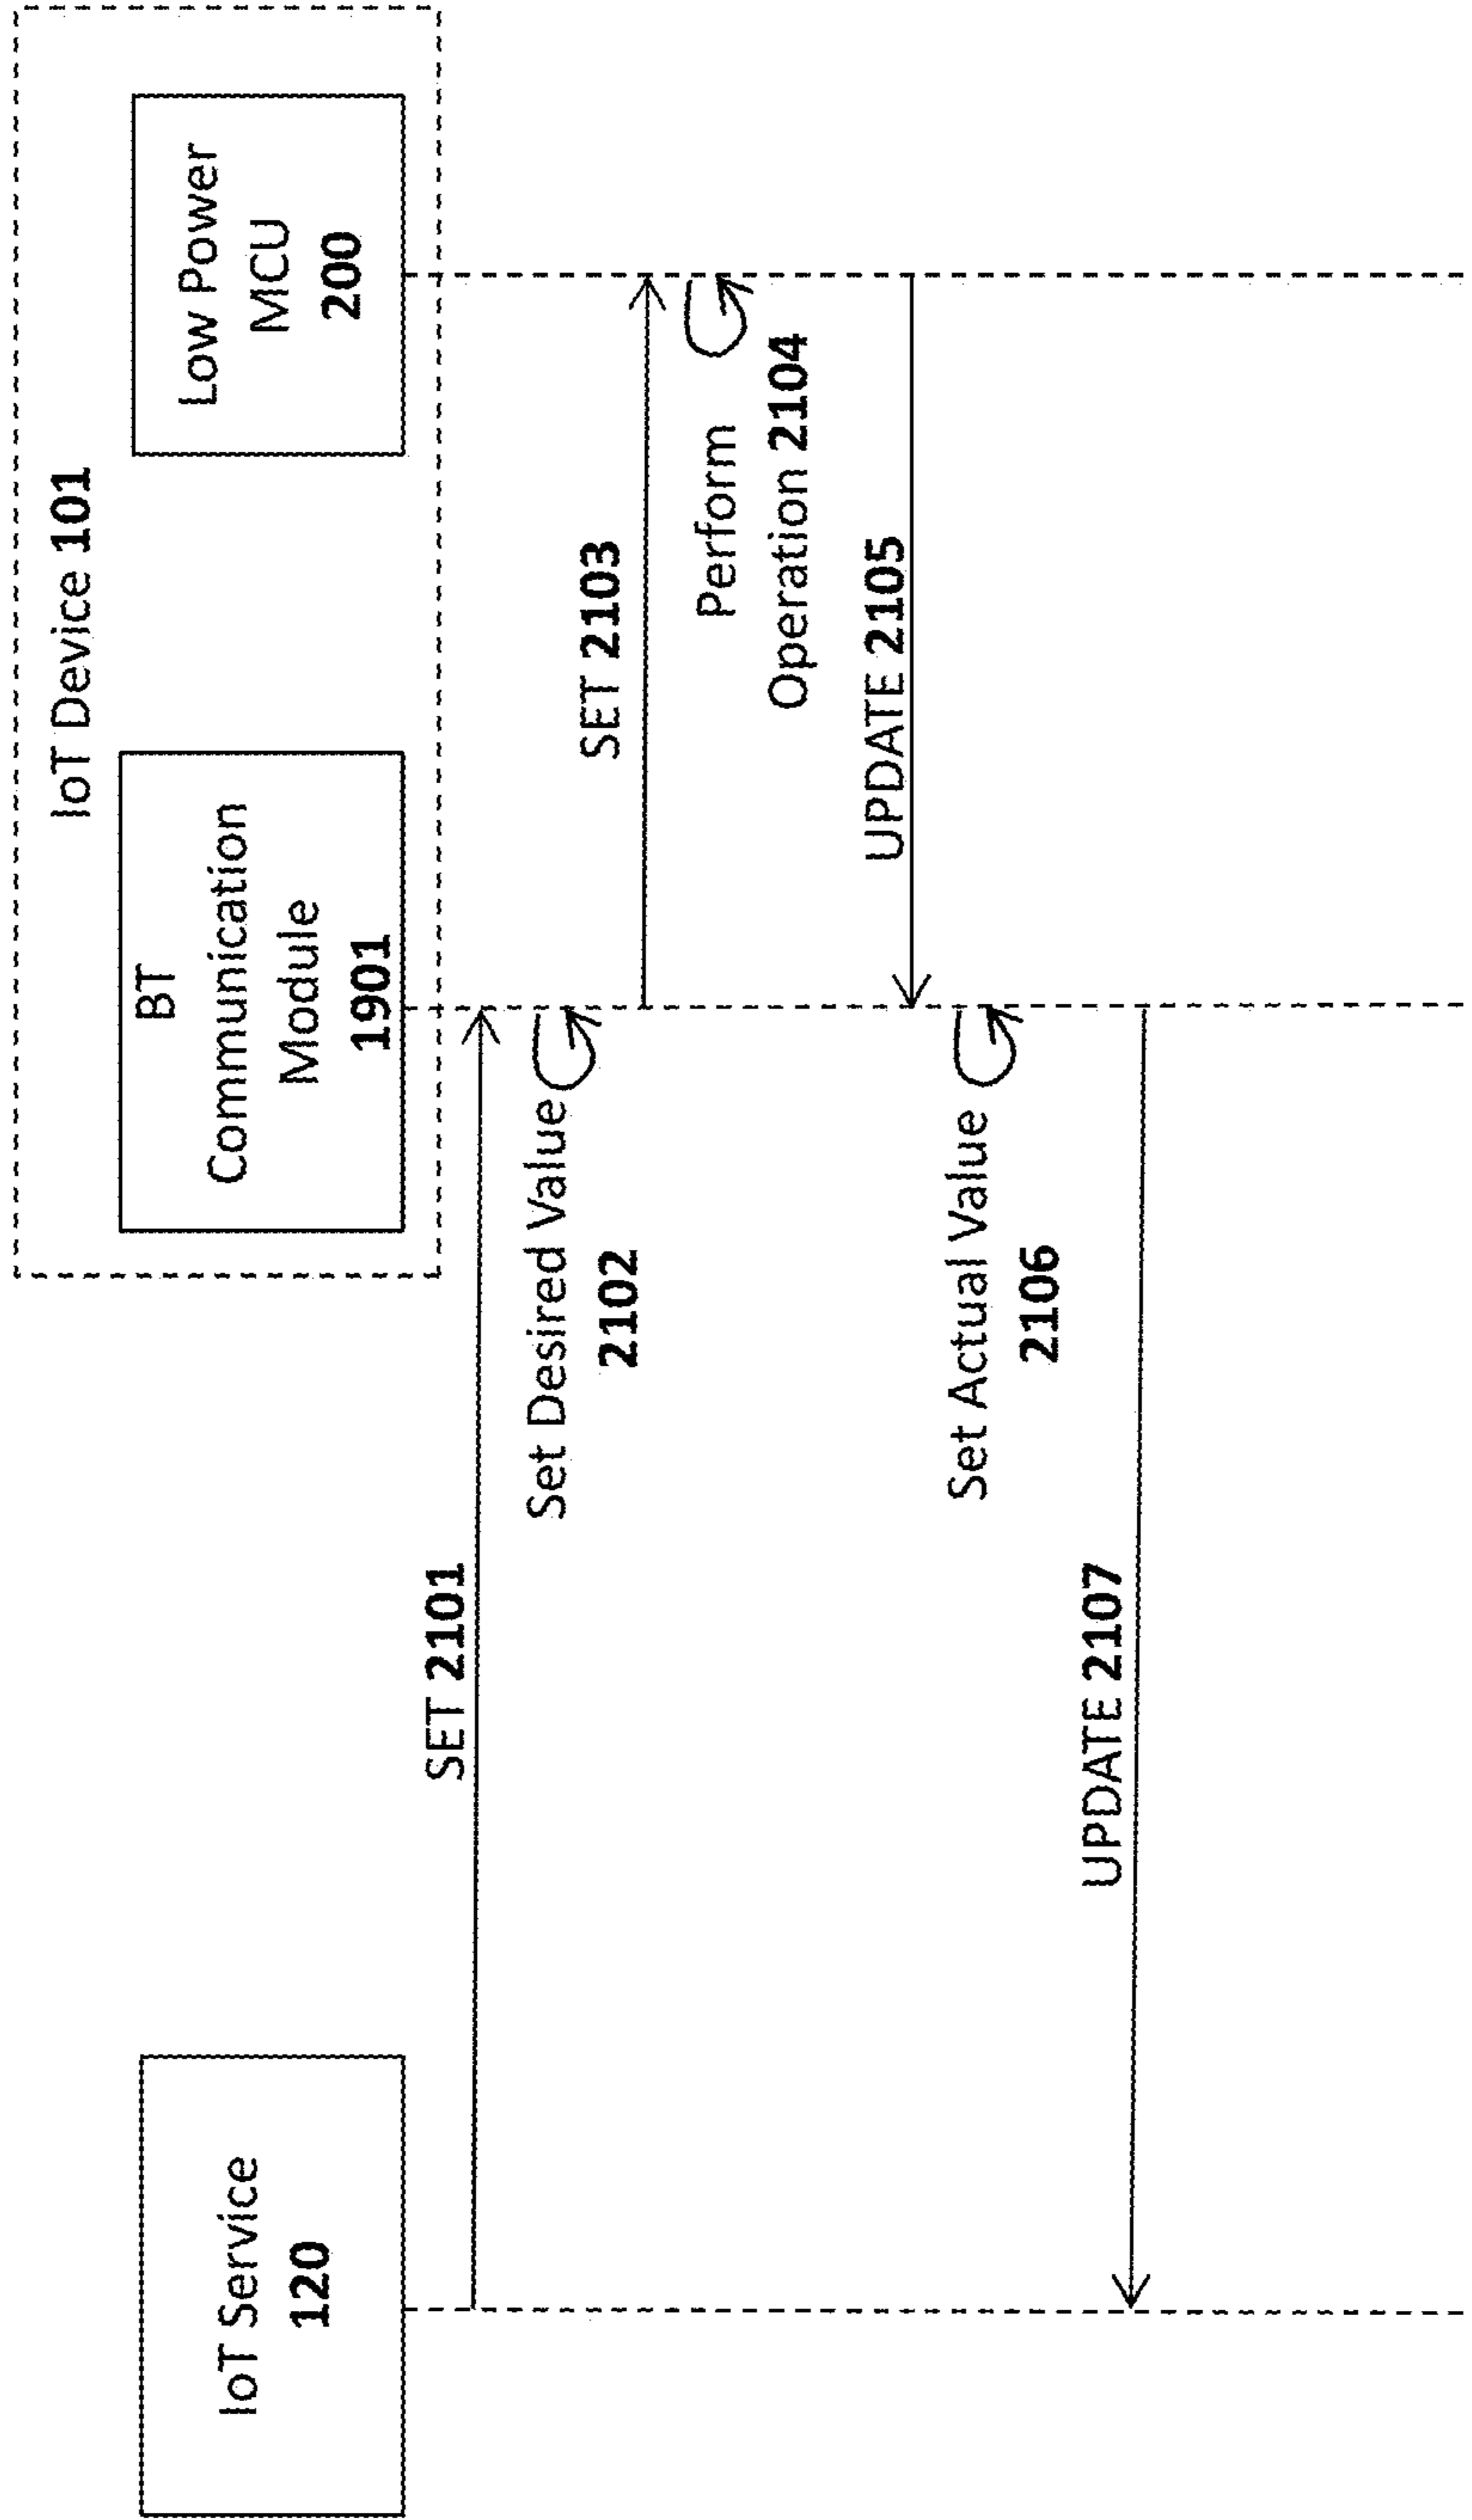 IoT Device 101
IoT Service
120
BT
Communication
Module
1901
Low Power
MCU
200
SET 2101
Set Desired Value
2102
SET 2103
Perform
Operation 2104
UPDATE 2105
Set Actual Value
2106
UPDATE 2107